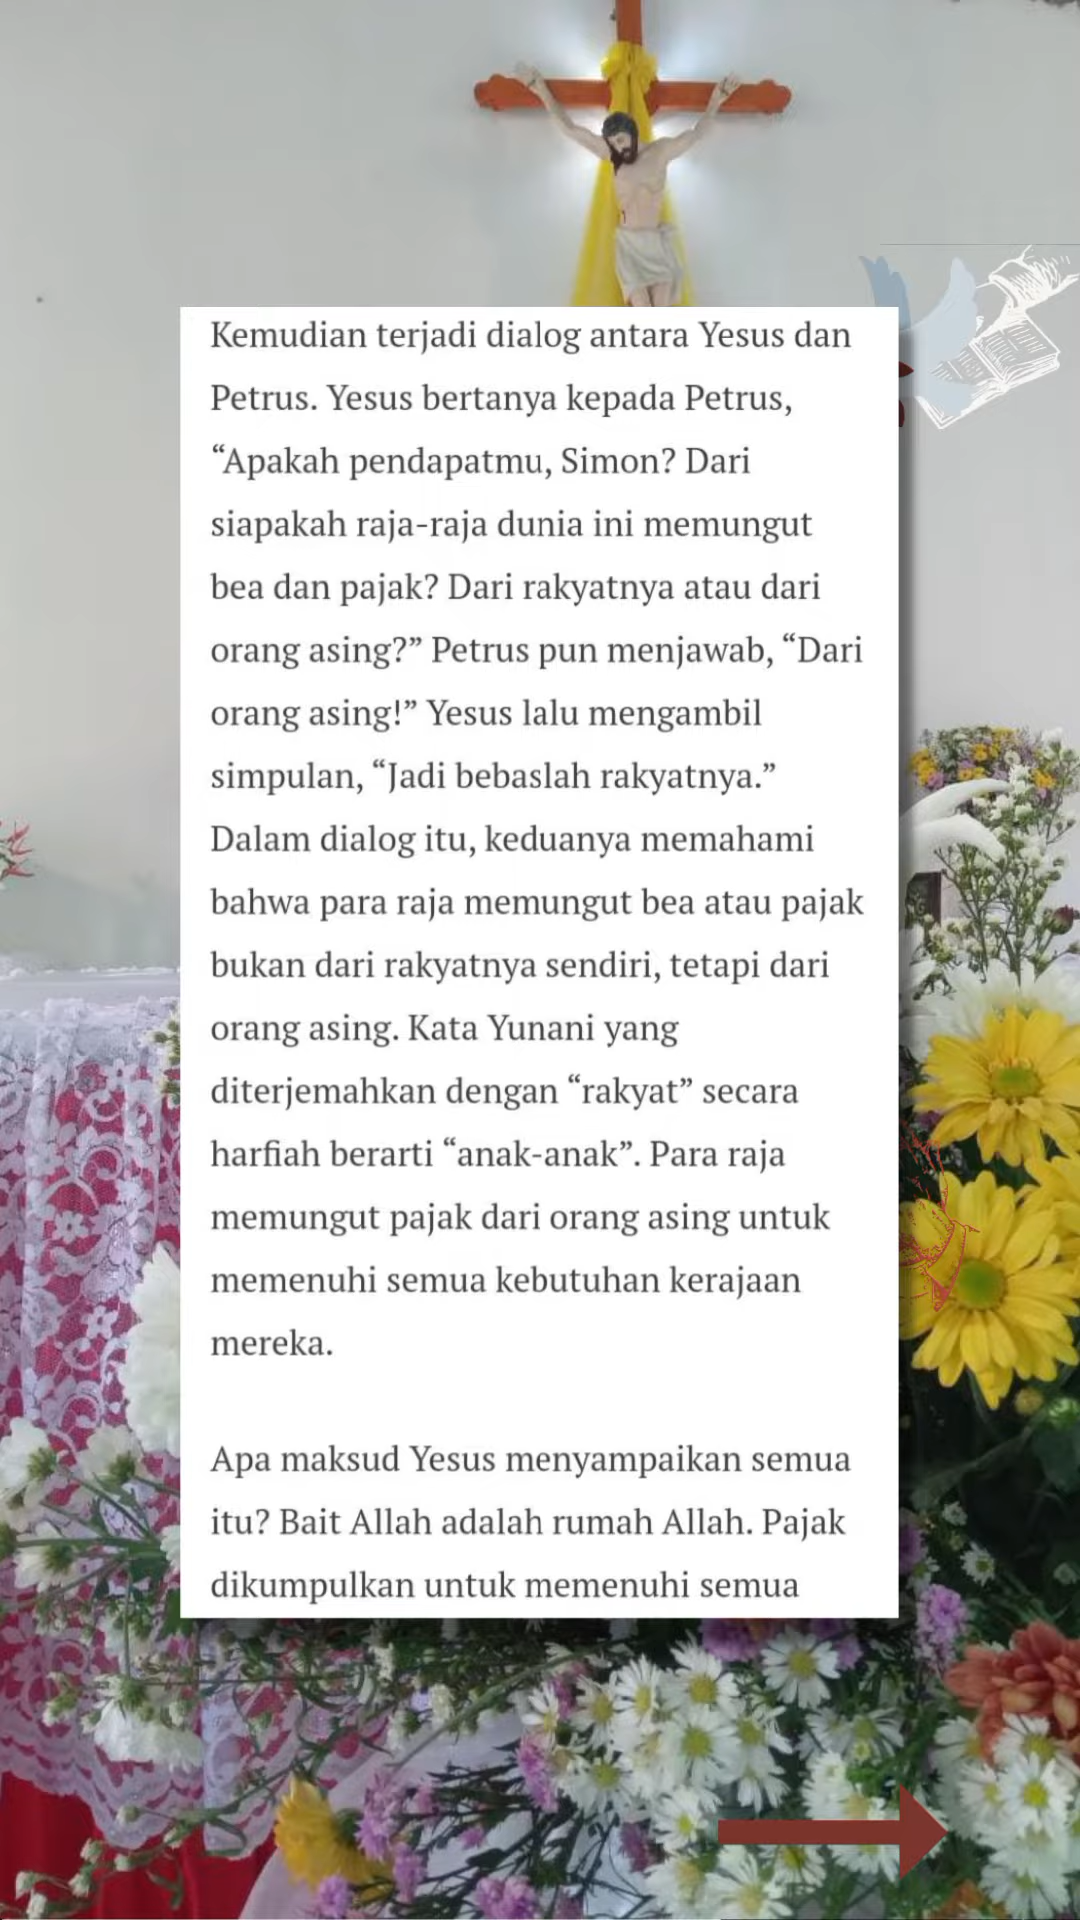 Kemudian terjadi dialog antara Yesus dan
Petrus. Yesus bertanya kepada Petrus,
“Apakah pendapatmu, Simon? Dari
siapakah raja-raja dunia ini memungut
bea dan pajak? Dari rakyatnya atau dari
orang asing?” Petrus pun menjawab, “Dari
orang asing!” Yesus lalu mengambil
simpulan, “Jadi bebaslah rakyatnya.”
Dalam dialog itu, keduanya memahami
bahwa para raja memungut bea atau pajak
bukan dari rakyatnya sendiri, tetapi dari
orang asing. Kata Yunani yang
diterjemahkan dengan “rakyat” secara
harfiah berarti “anak-anak”. Para raja
memungut pajak dari orang asing untuk
memenuhi semua kebutuhan kerajaan
mereka.
Apa maksud Yesus menyampaikan semua
itu? Bait Allah adalah rumah Allah. Pajak
dikumpulkan untuk memenuhi semua